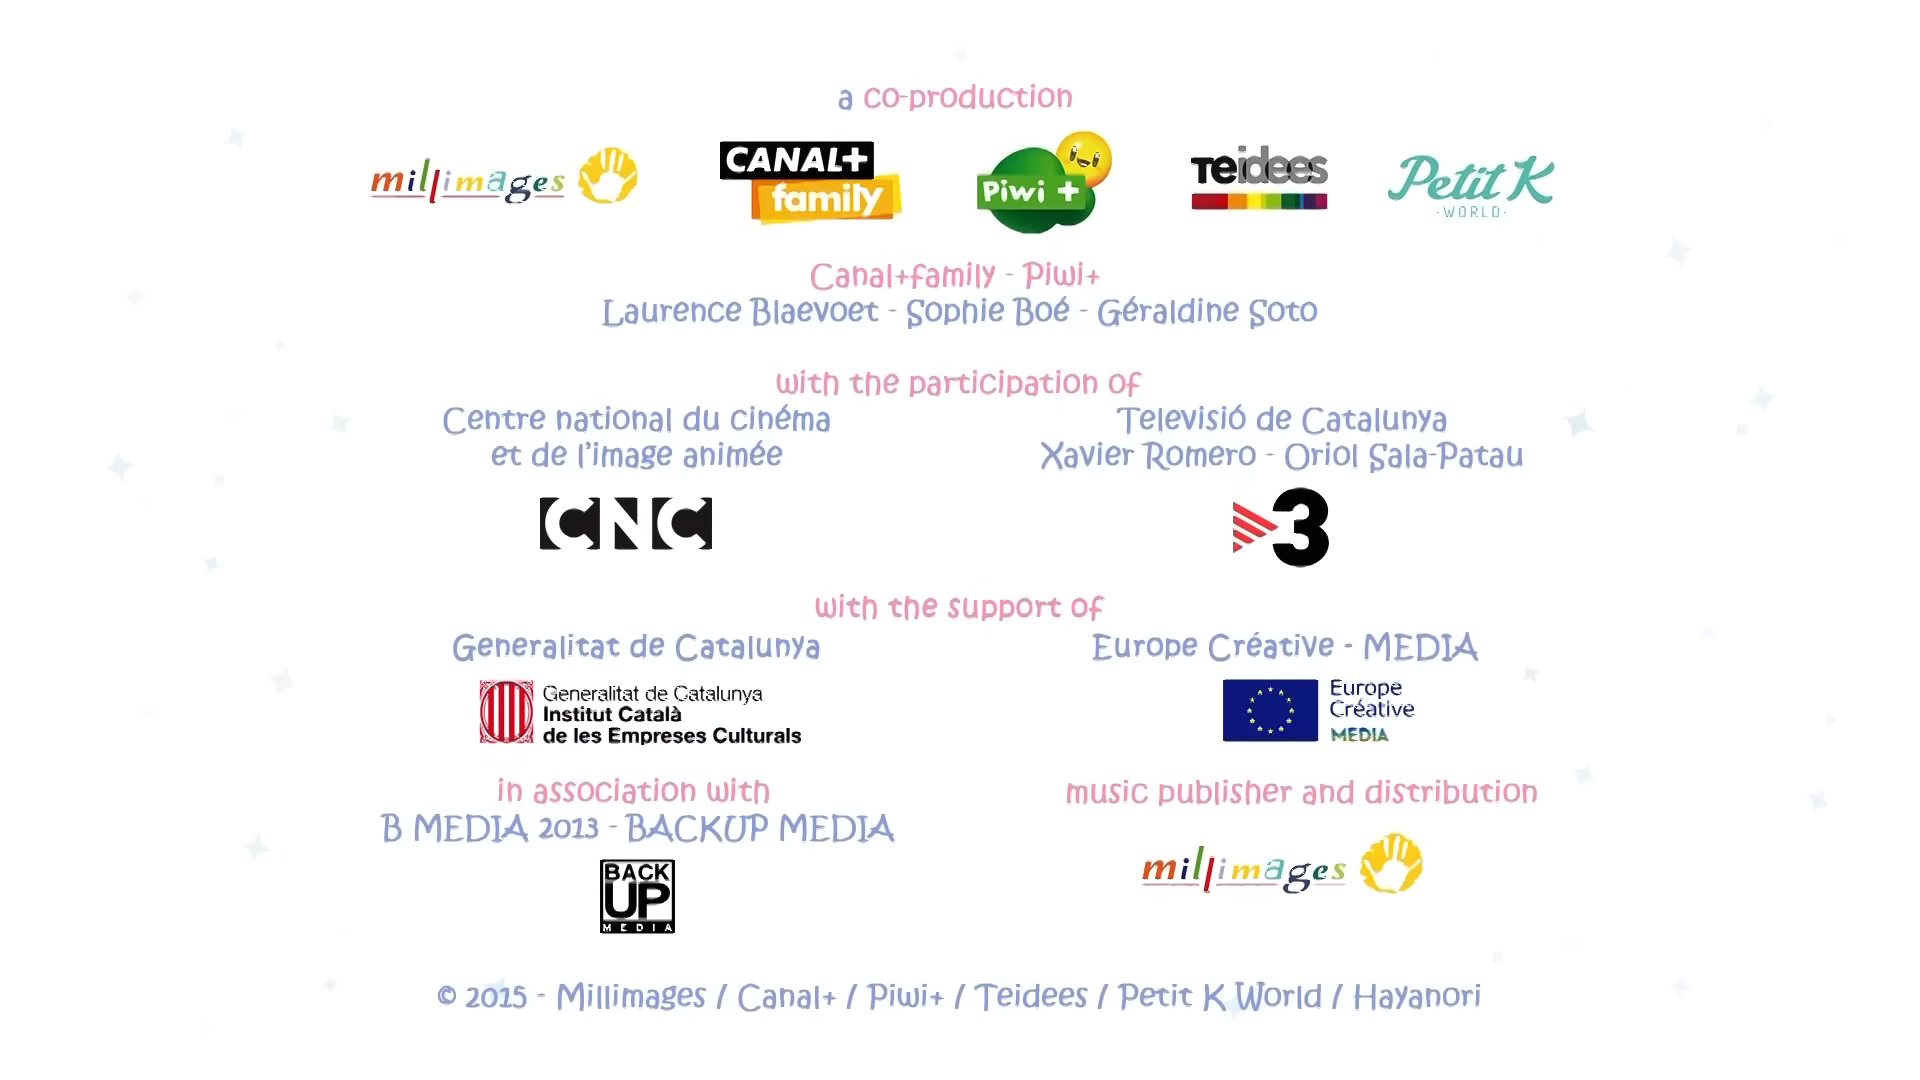 a co-production
millimages
CANAL+
family
Piwi +
Teidees
Petit K
·WORLD·
Canal+family - Piwi+
Laurence Blaevoet - Sophie Boé - Géraldine Soto
with the participation of
Centre national du cinéma
et de l'image animée
CNC
Televisió de Catalunya
Xavier Romero - Oriol Sala-Patau
3
with the support of
Generalitat de Catalunya
Generalitat de Catalunya
Institut Català
de les Empreses Culturals
Europe Créative - MEDIA
Europe
Créative
MEDIA
in association with
B MEDIA 2013 - BACKUP MEDIA
BACK
UP
MEDIA
music publisher and distribution
millimages
© 2015 - Millimages / Canal+ / Piwi+ / Teidees / Petit K World / Hayanori